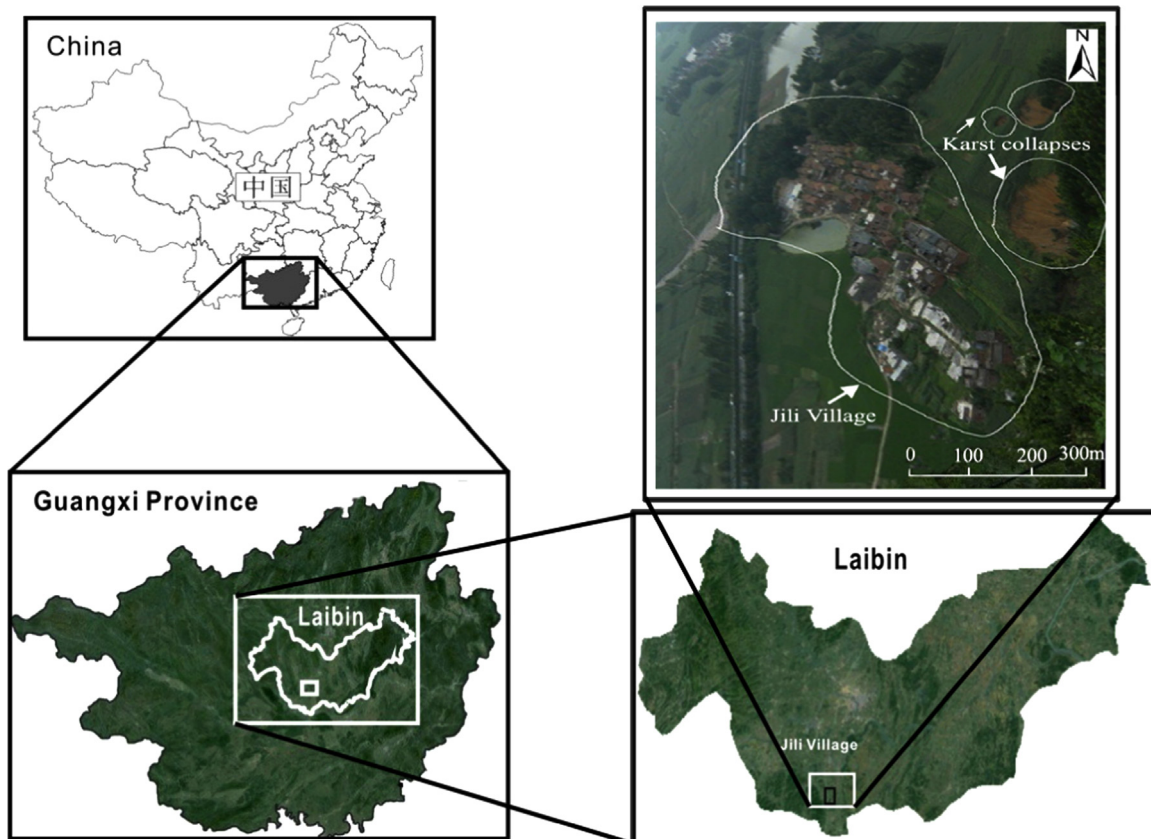 China
中国
N
Karst collapses
Jili Village
0 100 200 300m
Guangxi Province
Laibin
Laibin
Jili Village